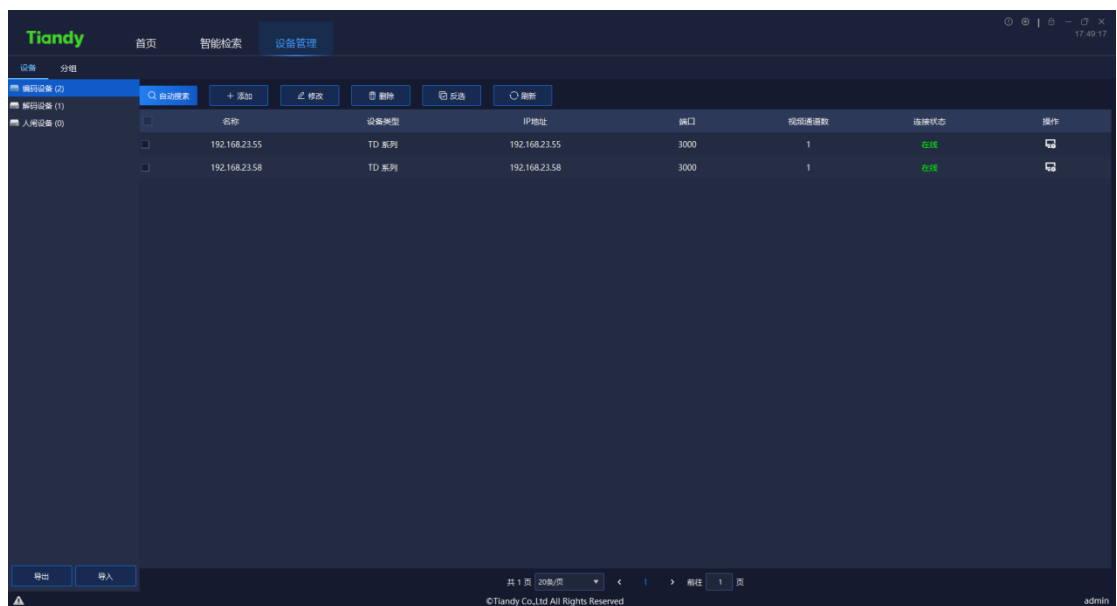 Tiandy
首页 智能检索 设备管理
17:49:17
设备 分组
编码设备 (2)
解码设备 (1)
人闸设备 (0)
自动搜索 + 添加 修改 删除 反选 刷新
名称 设备类型 IP地址 端口 视频通道数 连接状态 操作
192.168.23.55 TD 系列 192.168.23.55 3000 1 在线
192.168.23.58 TD 系列 192.168.23.58 3000 1 在线
导出 导入
共 1 页 20条/页 < 1 > 前往 1 页
©Tiandy Co.,Ltd All Rights Reserved
admin